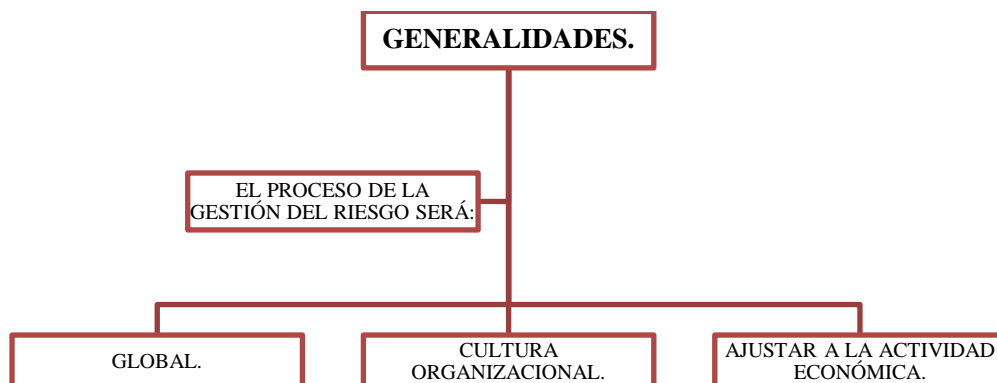 GENERALIDADES.
EL PROCESO DE LA
GESTIÓN DEL RIESGO SERÁ:
GLOBAL.
CULTURA
ORGANIZACIONAL.
AJUSTAR A LA ACTIVIDAD
ECONÓMICA.